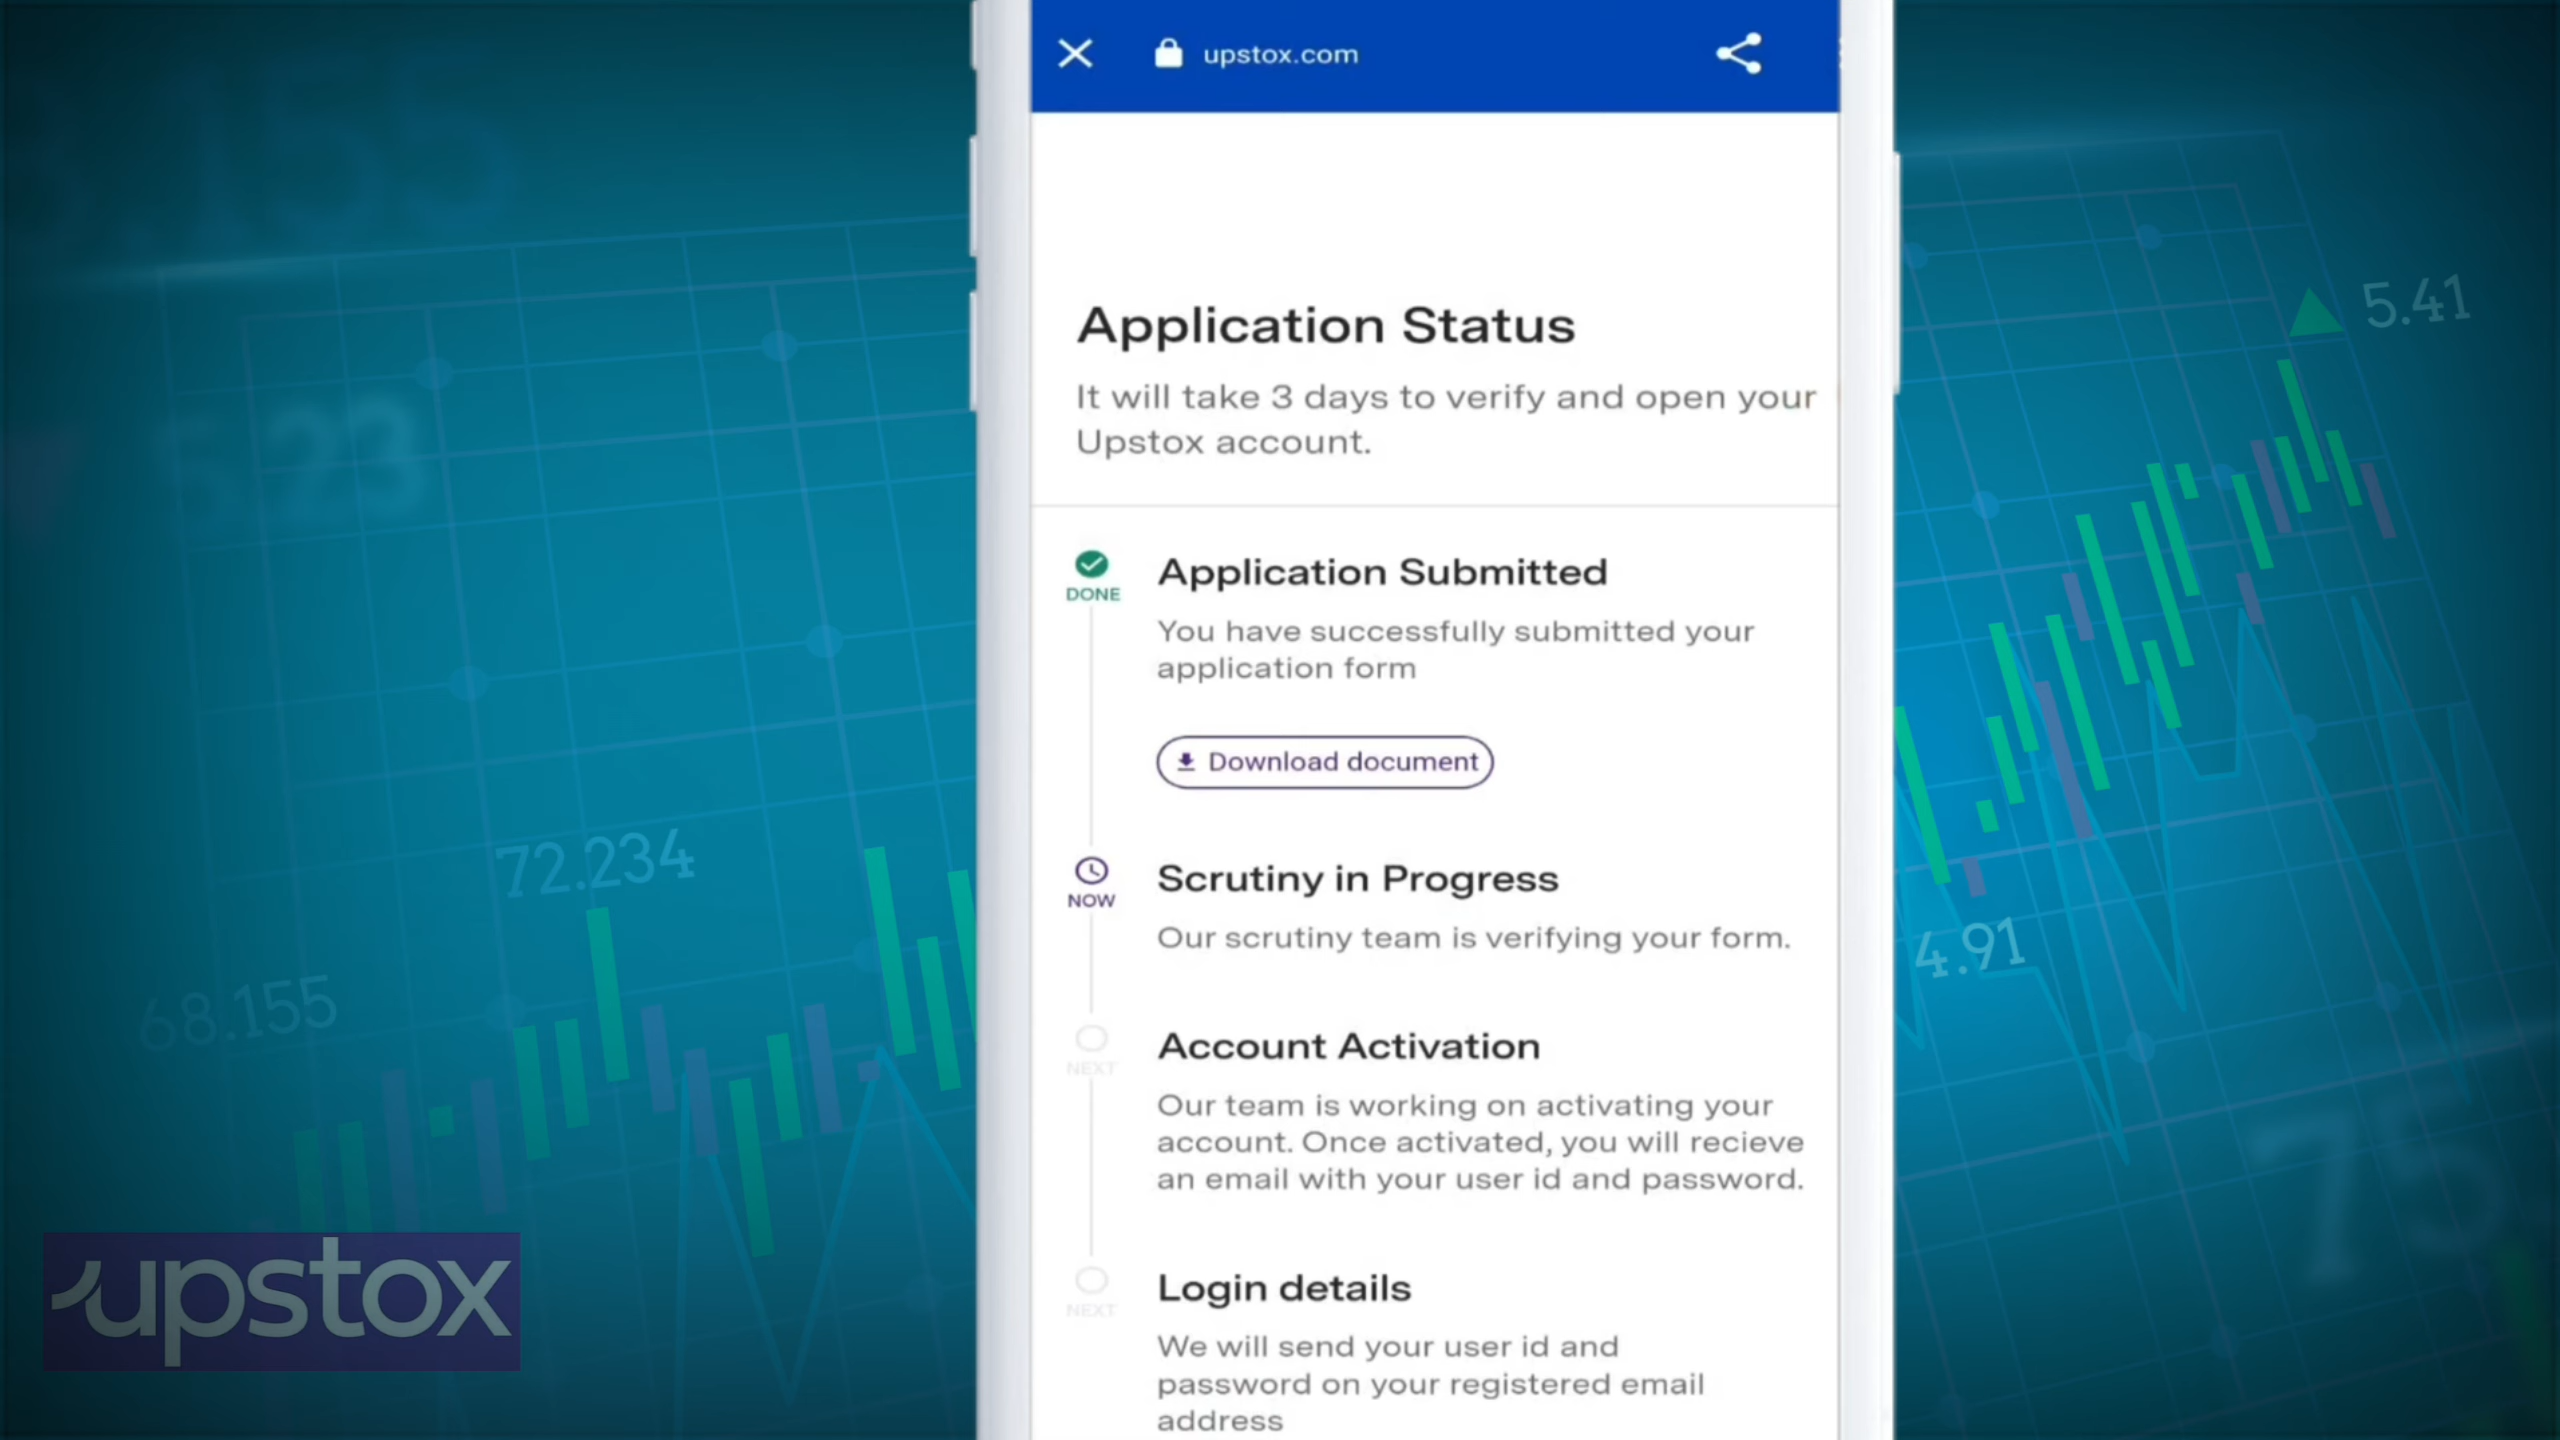 upstox.com
Application Status
It will take 3 days to verify and open your
Upstox account.
DONE
Application Submitted
You have successfully submitted your
application form
Download document
NOW
Scrutiny in Progress
Our scrutiny team is verifying your form.
NEXT
Account Activation
Our team is working on activating your
account. Once activated, you will recieve
an email with your user id and password.
NEXT
Login details
We will send your user id and
password on your registered email
address
5.23
72.234
68.155
5.41
4.91
75
upstox